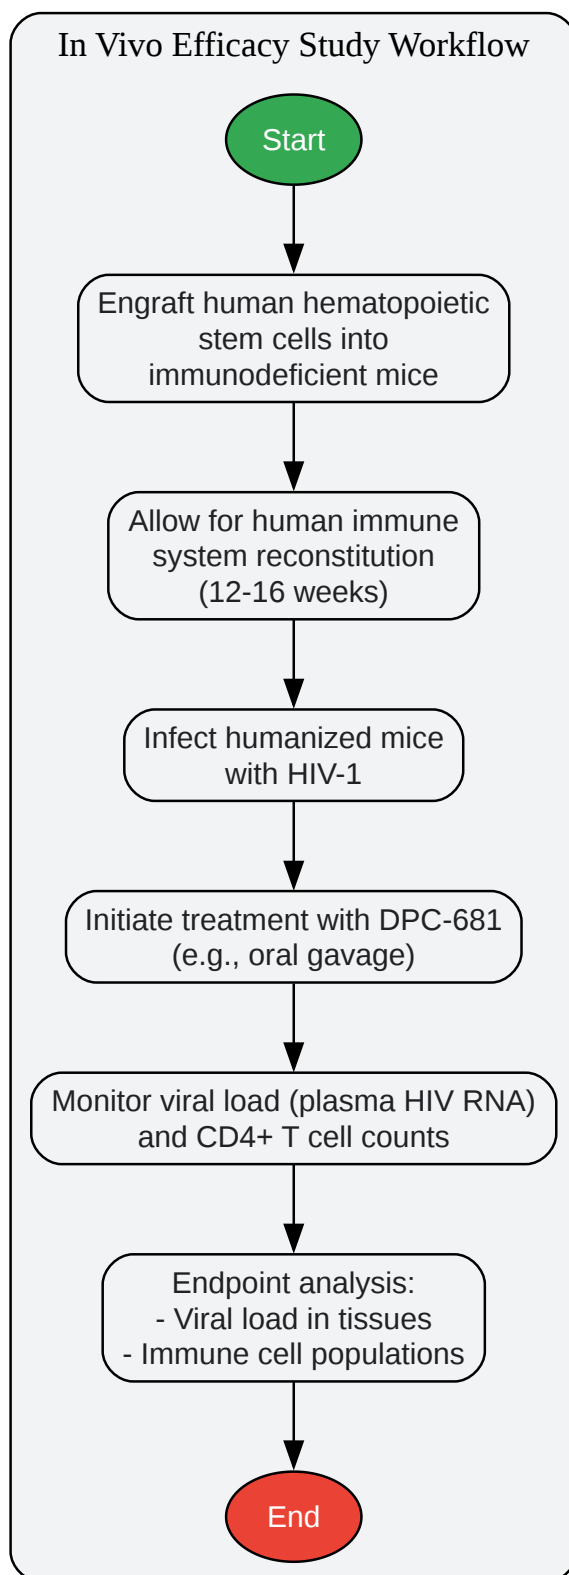 In Vivo Efficacy Study Workflow
Start
Engraft human hematopoietic
stem cells into
immunodeficient mice
Allow for human immune
system reconstitution
(12-16 weeks)
Infect humanized mice
with HIV-1
Initiate treatment with DPC-681
(e.g., oral gavage)
Monitor viral load (plasma HIV RNA)
and CD4+ T cell counts
Endpoint analysis:
- Viral load in tissues
- Immune cell populations
End